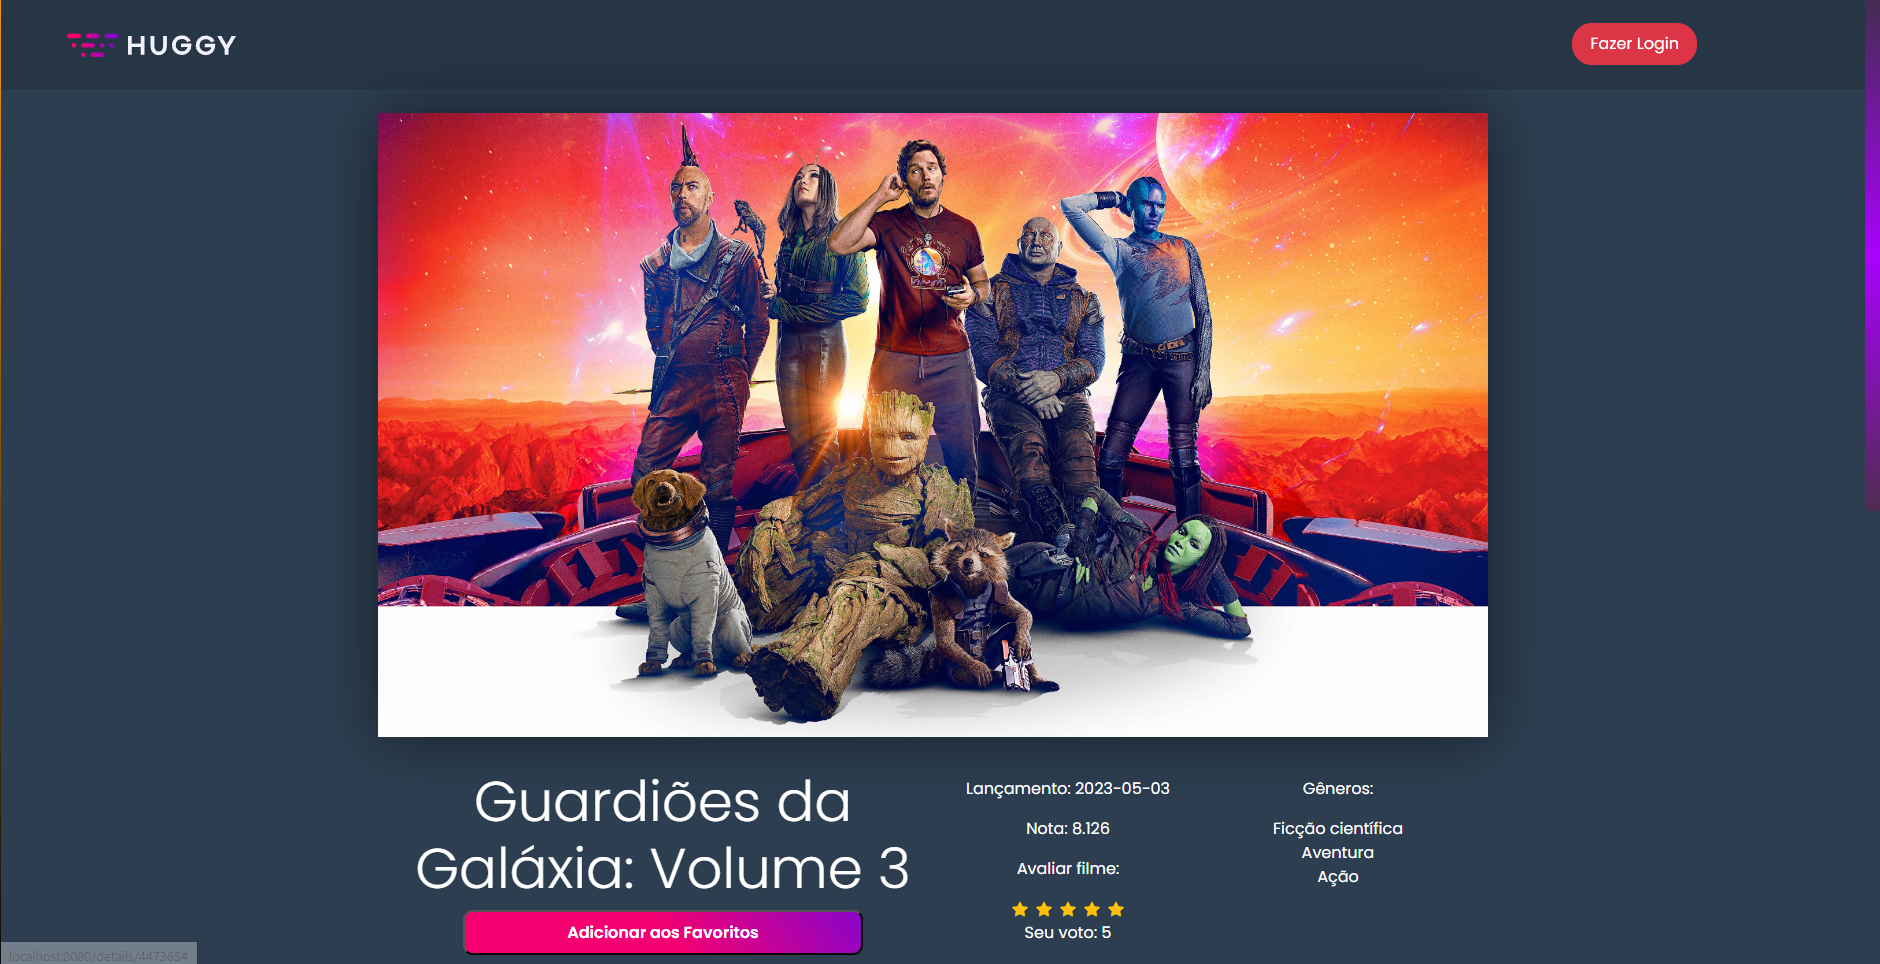 HUGGY
Fazer Login
Guardiões da
Galáxia: Volume 3
Adicionar aos Favoritos
Lançamento: 2023-05-03
Nota: 8.126
Avaliar filme:
Seu voto: 5
Gêneros:
Ficção científica
Aventura
Ação
localhost:8080/details/447365#